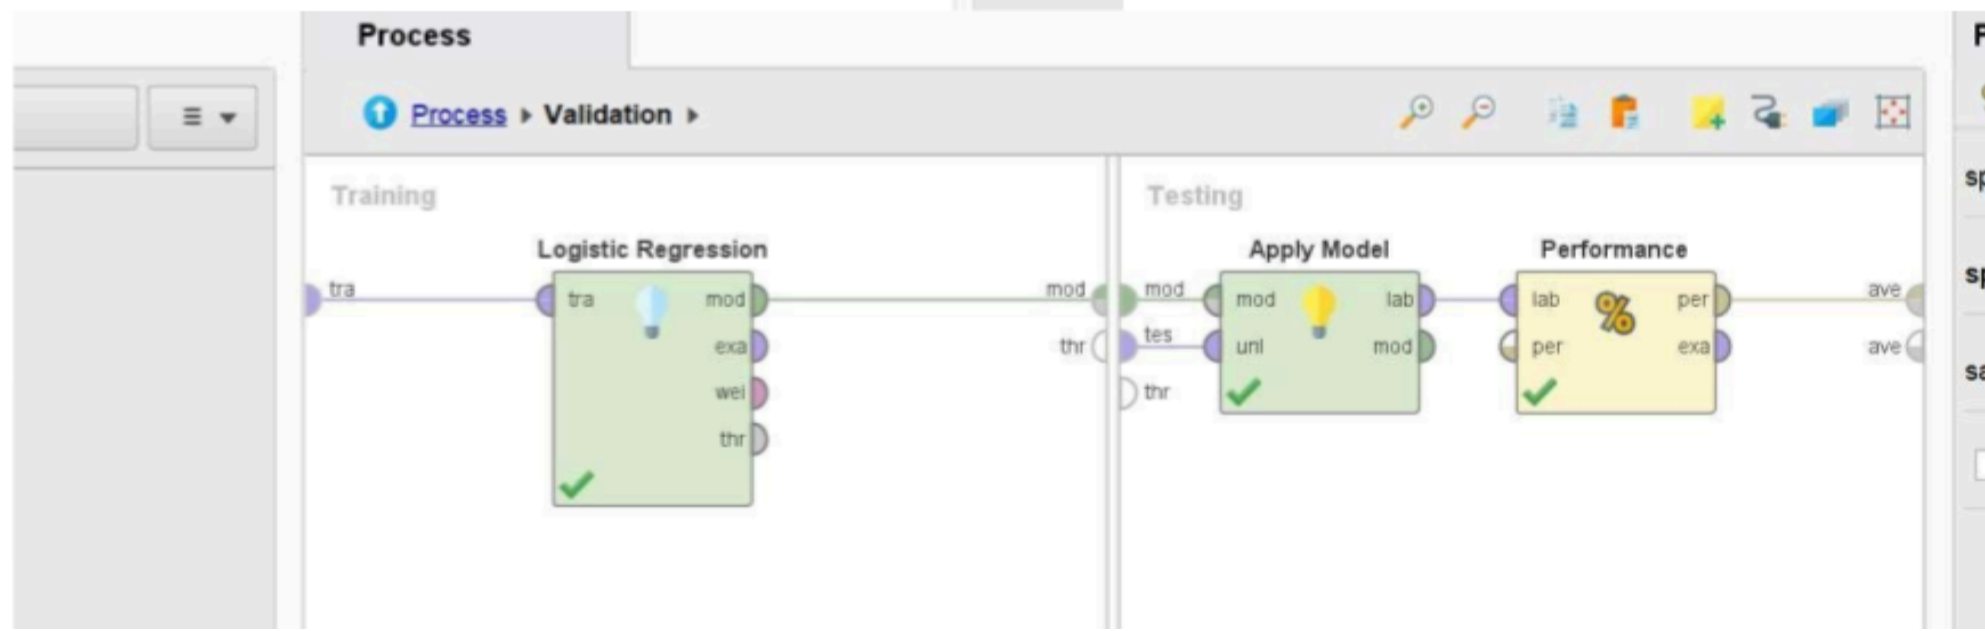 Process
Process Validation
Training
Testing
Logistic Regression
Apply Model
Performance
tra
tra
mod
exa
wei
thr
mod
thr
mod
tes
thr
mod
unl
lab
mod
lab
per
%
per
exa
ave
ave